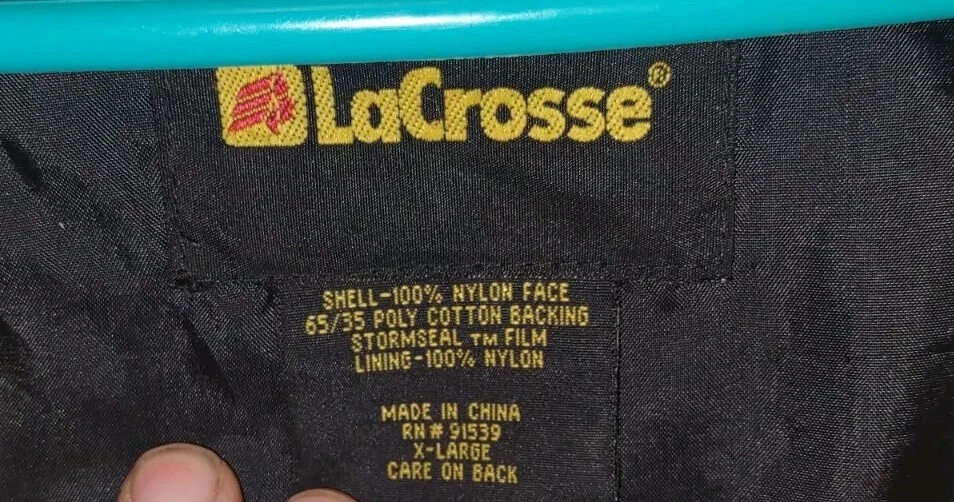 LaCrosse®
SHELL-100% NYLON FACE
65/35 POLY COTTON BACKING
STORMSEAL TM FILM
LINING-100% NYLON
MADE IN CHINA
RN # 91539
X-LARGE
CARE ON BACK